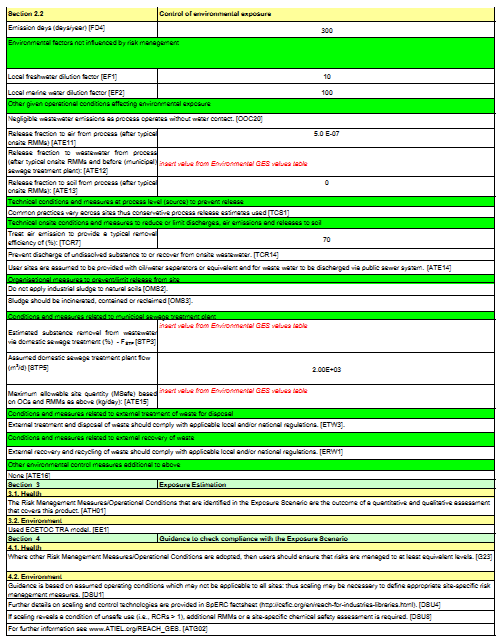 Section 2.2 Control of environmental exposure
Emission days (days/year) [FD4] 300
Environmental factors not influenced by risk management
Local freshwater dilution factor [EF1] 10
Local marine water dilution factor [EF2] 100
Other given operational conditions affecting environmental exposure
Negligible wastewater emissions as process operates without water contact. [OOC20]
Release fraction to air from process (after typical 5.0 E-07
onsite RMMs) [ATE11]
Release fraction to wastewater from process
(after typical onsite RMMs and before (municipal) insert value from Environmental GES values table
sewage treatment plant): [ATE12]
Release fraction to soil from process (after typical 0
onsite RMMs): [ATE13]
Technical conditions and measures at process level (source) to prevent release
Common practices vary across sites thus conservative process release estimates used [TCS1]
Technical onsite conditions and measures to reduce or limit discharges, air emissions and releases to soil
Treat air emission to provide a typical removal 70
efficiency of (%): [TCR7]
Prevent discharge of undissolved substance to or recover from onsite wastewater. [TCR14]
User sites are assumed to be provided with oil/water separators or equivalent and for waste water to be discharged via public sewer system. [ATE14]
Organisational measures to prevent/limit release from site
Do not apply industrial sludge to natural soils [OMS2].
Sludge should be incinerated, contained or reclaimed [OMS3].
Conditions and measures related to municipal sewage treatment plant
insert value from Environmental GES values table
Estimated substance removal from wastewater
via domestic sewage treatment (%) - FSTP [STP3]
Assumed domestic sewage treatment plant flow
(m³/d) [STP5] 2.00E+03
insert value from Environmental GES values table
Maximum allowable site quantity (MSafe) based
on OCs and RMMs as above (kg/day): [ATE15]
Conditions and measures related to external treatment of waste for disposal
External treatment and disposal of waste should comply with applicable local and/or national regulations. [ETW3].
Conditions and measures related to external recovery of waste
External recovery and recycling of waste should comply with applicable local and/or national regulations. [ERW1]
Other environmental control measures additional to above
None [ATE16]
Section 3 Exposure Estimation
3.1. Health
The Risk Management Measures/Operational Conditions that are identified in the Exposure Scenario are the outcome of a quantitative and qualitative assessment
that covers this product. [ATH01]
3.2. Environment
Used ECETOC TRA model. [EE1]
Section 4 Guidance to check compliance with the Exposure Scenario
4.1. Health
Where other Risk Management Measures/Operational Conditions are adopted, then users should ensure that risks are managed to at least equivalent levels. [G23]
4.2. Environment
Guidance is based on assumed operating conditions which may not be applicable to all sites: thus scaling may be necessary to define appropriate site-specific risk
management measures. [DSU1]
Further details on scaling and control technologies are provided in SpERC factsheet (http://cefic.org/en/reach-for-industries-libraries.html). [DSU4]
If scaling reveals a condition of unsafe use (i.e., RCRs > 1), additional RMMs or a site-specific chemical safety assessment is required. [DSU8]
For further information see www.ATIEL.org/REACH_GES. [ATG02]